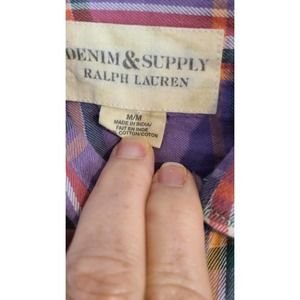 DENIM & SUPPLY
RALPH LAUREN
M/M
MADE IN INDIA/
FAIT EN INDE
COTTON/COTON